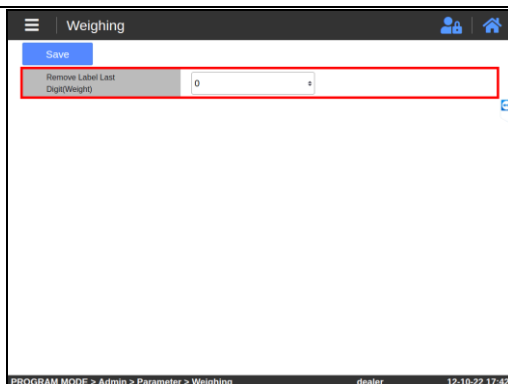 Weighing
Save
Remove Label Last
Digit(Weight)
0
PROGRAM MODE > Admin > Parameter > Weighing dealer 12-10-22 17:42